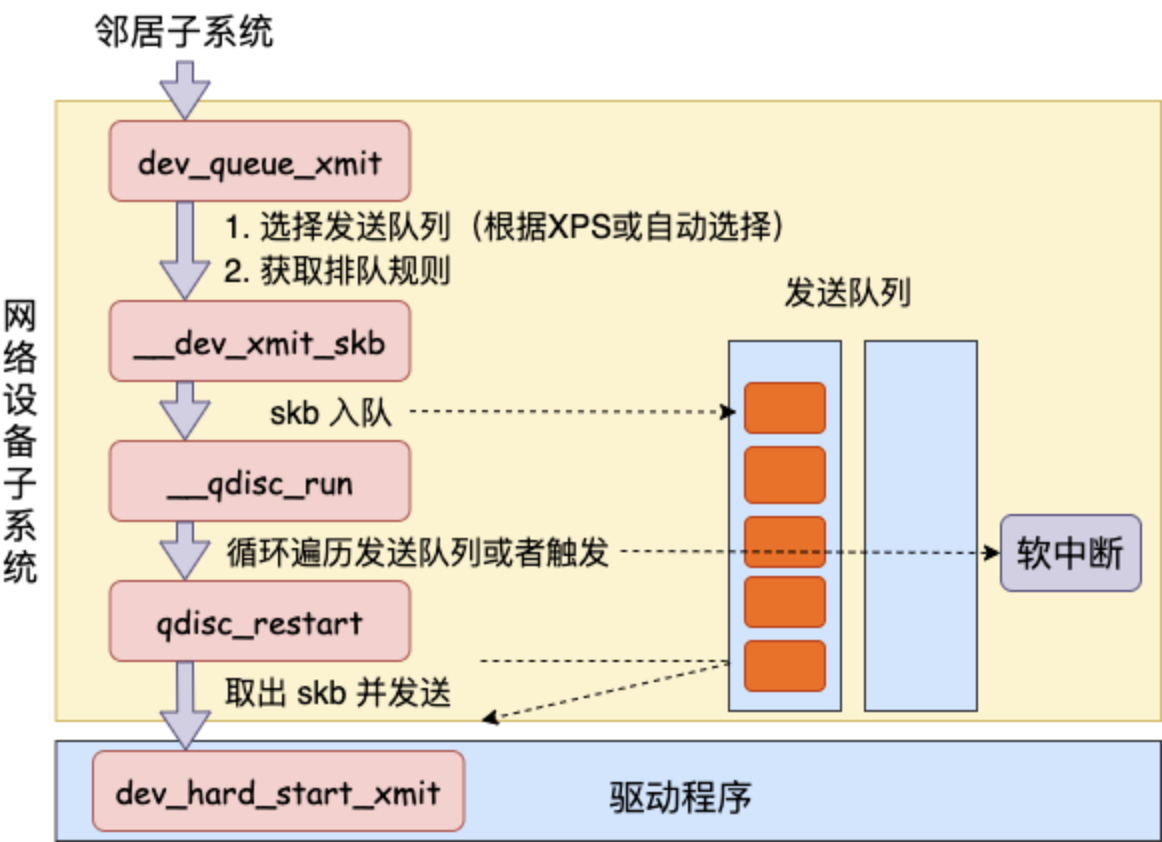 邻居子系统
dev_queue_xmit
1. 选择发送队列（根据XPS或自动选择）
2. 获取排队规则
发送队列
网络设备子系统
__dev_xmit_skb
skb 入队
__qdisc_run
循环遍历发送队列或者触发
软中断
qdisc_restart
取出 skb 并发送
dev_hard_start_xmit
驱动程序